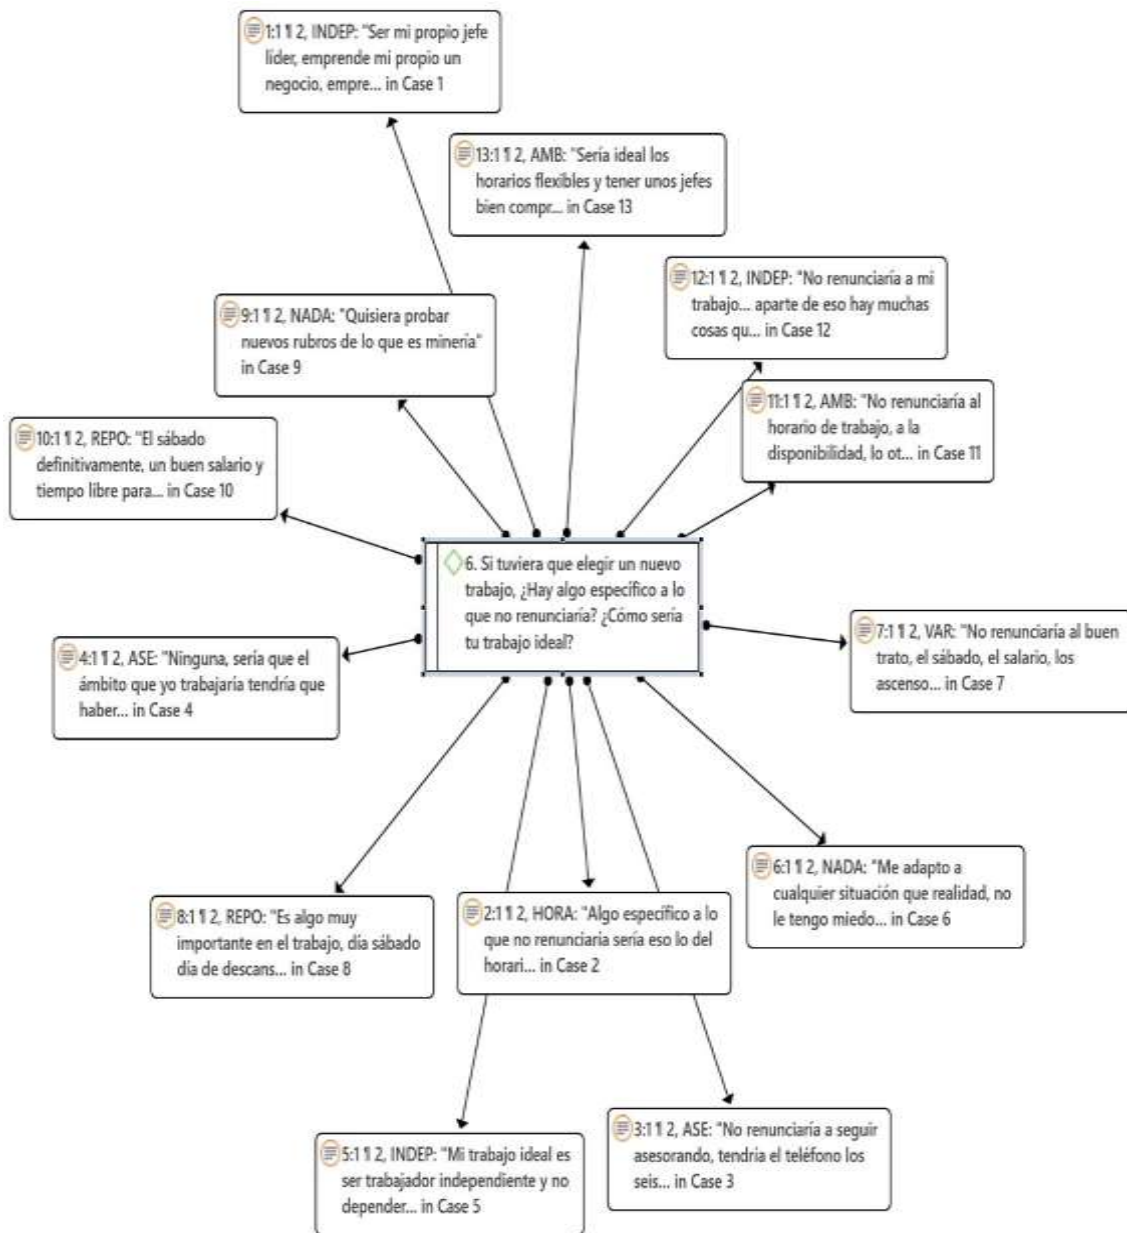 1:1 ¶ 2, INDEP: "Ser mi propio jefe
líder, emprende mi propio un
negocio, empre... in Case 1
13:1 ¶ 2, AMB: "Sería ideal los
horarios flexibles y tener unos jefes
bien compr... in Case 13
12:1 ¶ 2, INDEP: "No renunciaría a mi
trabajo... aparte de eso hay muchas
cosas qu... in Case 12
9:1 ¶ 2, NADA: "Quisiera probar
nuevos rubros de lo que es minería"
in Case 9
11:1 ¶ 2, AMB: "No renunciaría al
horario de trabajo, a la
disponibilidad, lo ot... in Case 11
10:1 ¶ 2, REPO: "El sábado
definitivamente, un buen salario y
tiempo libre para... in Case 10
6. Si tuviera que elegir un nuevo
trabajo, ¿Hay algo específico a lo
que no renunciaría? ¿Cómo sería
tu trabajo ideal?
7:1 ¶ 2, VAR: "No renunciaría al buen
trato, el sábado, el salario, los
ascenso... in Case 7
4:1 ¶ 2, ASE: "Ninguna, sería que el
ámbito que yo trabajaría tendría que
haber... in Case 4
6:1 ¶ 2, NADA: "Me adapto a
cualquier situación que realidad, no
le tengo miedo... in Case 6
8:1 ¶ 2, REPO: "Es algo muy
importante en el trabajo, día sábado
día de descans... in Case 8
2:1 ¶ 2, HORA: "Algo específico a lo
que no renunciaria sería eso lo del
horari... in Case 2
3:1 ¶ 2, ASE: "No renunciaría a seguir
asesorando, tendría el teléfono los
seis... in Case 3
5:1 ¶ 2, INDEP: "Mi trabajo ideal es
ser trabajador independiente y no
depender... in Case 5